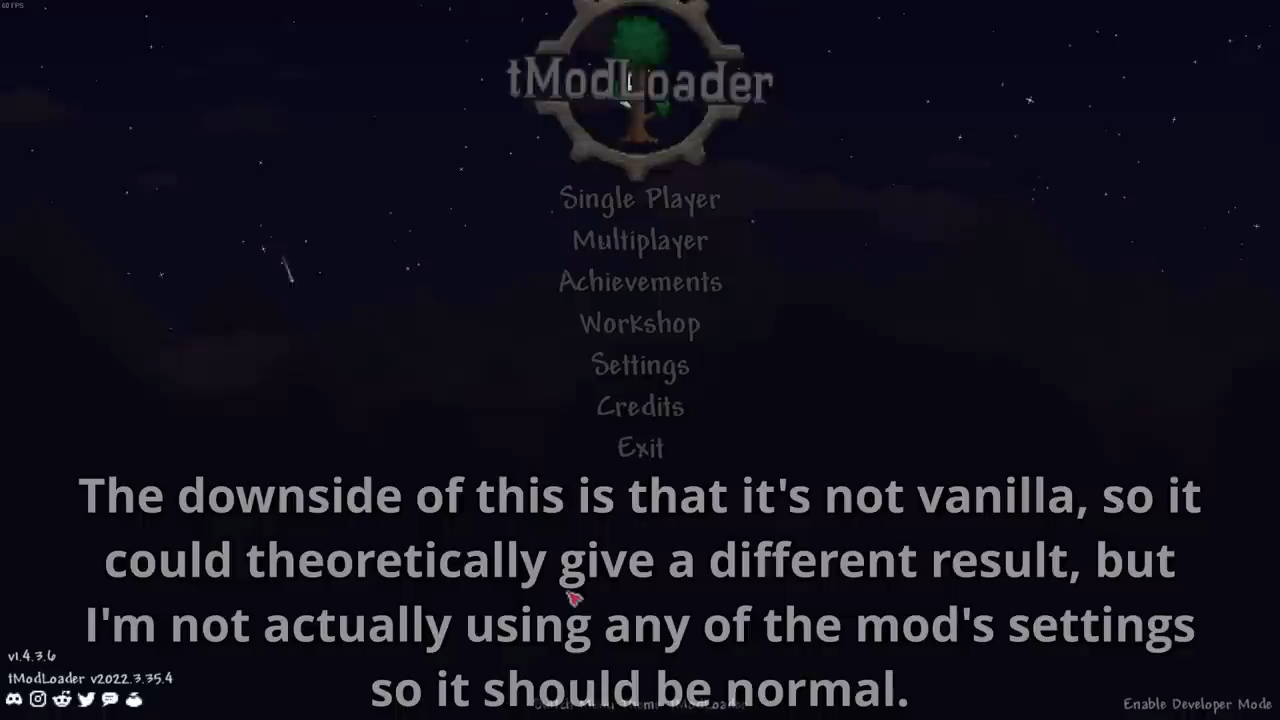 60 FPS
tModLoader
Single Player
Multiplayer
Achievements
Workshop
Settings
Credits
Exit
The downside of this is that it's not vanilla, so it
could theoretically give a different result, but
I'm not actually using any of the mod's settings
so it should be normal.
v1.4.3.6
tModLoader v2022.3.35.4
Enable Developer Mode